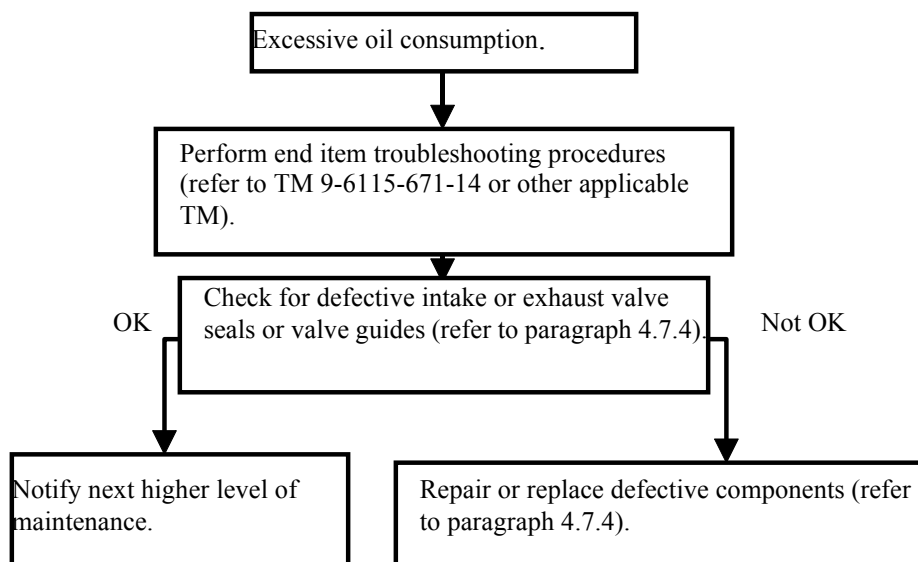 Excessive oil consumption.
Perform end item troubleshooting procedures
(refer to TM 9-6115-671-14 or other applicable
TM).
Check for defective intake or exhaust valve
seals or valve guides (refer to paragraph 4.7.4).
OK
Not OK
Notify next higher level of
maintenance.
Repair or replace defective components (refer
to paragraph 4.7.4).